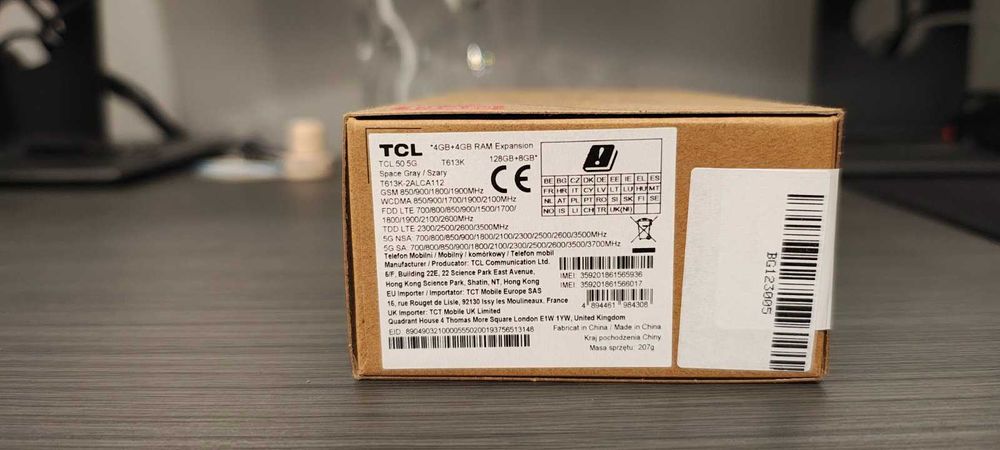 TCL *4GB+4GB RAM Expansion
TCL 50 5G T613K 128GB+8GB*
Space Gray / Szary
T613K-2ALCA112
CE
GSM 850/900/1800/1900MHz
WCDMA 850/900/1700/1900/2100MHz
FDD LTE 700/800/850/900/1500/1700/
1800/1900/2100/2600MHz
TDD LTE 2300/2500/2600/3500MHz
5G NSA: 700/800/850/900/1800/2100/2300/2500/2600/3500MHz
5G SA: 700/800/850/900/1800/2100/2300/2500/2600/3500/3700MHz
Telefon Mobilni / Mobilný / komórkowy / Telefon mobil
Manufacturer / Producator: TCL Communication Ltd.
6/F, Building 22E, 22 Science Park East Avenue,
Hong Kong Science Park, Shatin, NT, Hong Kong
EU Importer / Importator: TCT Mobile Europe SAS
16, rue Rouget de Lisle, 92130 Issy les Moulineaux, France
UK Importer: TCT Mobile UK Limited
Quadrant House 4 Thomas More Square London E1W 1YW, United Kingdom
EID: 89049032100005550200193756513148
BE BG CZ DK DE EE IE EL ES
FR HR IT CY LV LT LU HU MT
NL AT PL PT RO SI SK FI SE
NO IS LI CH TR UK(NI)
IMEI: 359201861565936
IMEI: 359201861566017
4 894461 984308
Fabricat in China / Made in China
Kraj pochodzenia Chiny
Masa sprzętu: 207g
BG123005